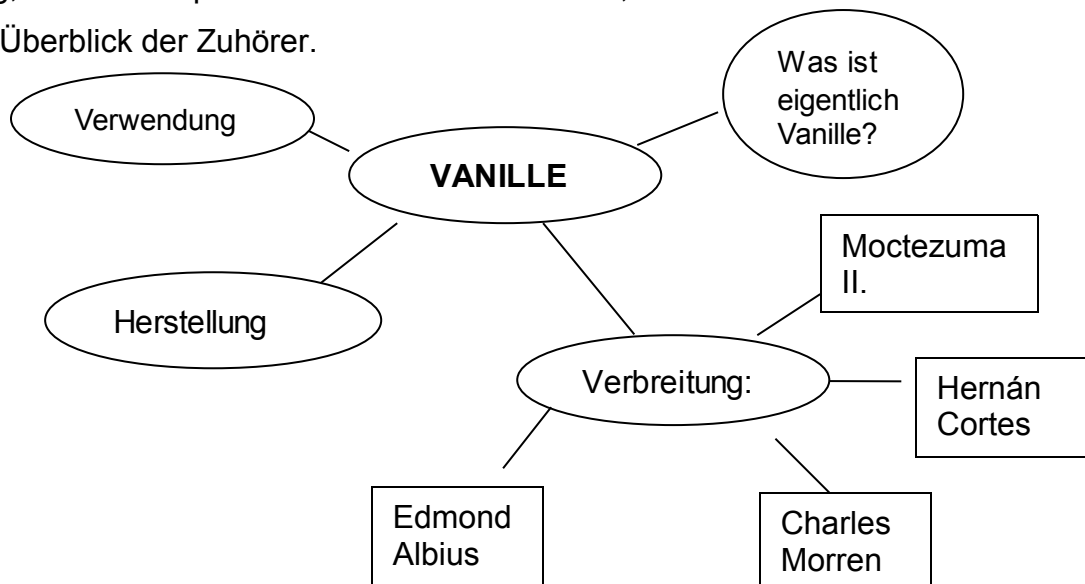 Überblick der Zuhörer.
Was ist
eigentlich
Vanille?
Verwendung
VANILLE
Moctezuma
II.
Herstellung
Verbreitung:
Hernán
Cortes
Edmond
Albius
Charles
Morren